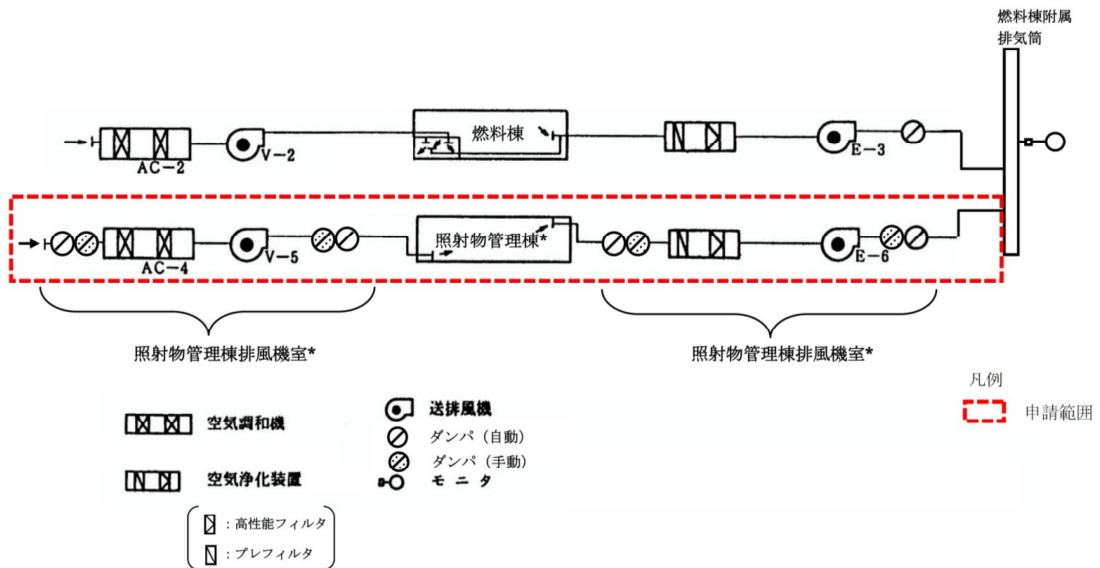 燃料棟附属
排気筒
燃料棟
AC-2
V-2
E-3
照射物管理棟*
AC-4
V-5
E-6
照射物管理棟排風機室*
照射物管理棟排風機室*
凡例
申請範囲
空気調和機
送排風機
ダンパ（自動）
ダンパ（手動）
空気浄化装置
モニタ
：高性能フィルタ
：プレフィルタ